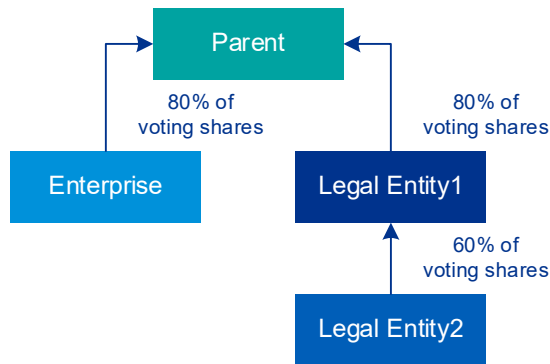 Parent
80% of
voting shares
80% of
voting shares
Enterprise
Legal Entity1
60% of
voting shares
Legal Entity2